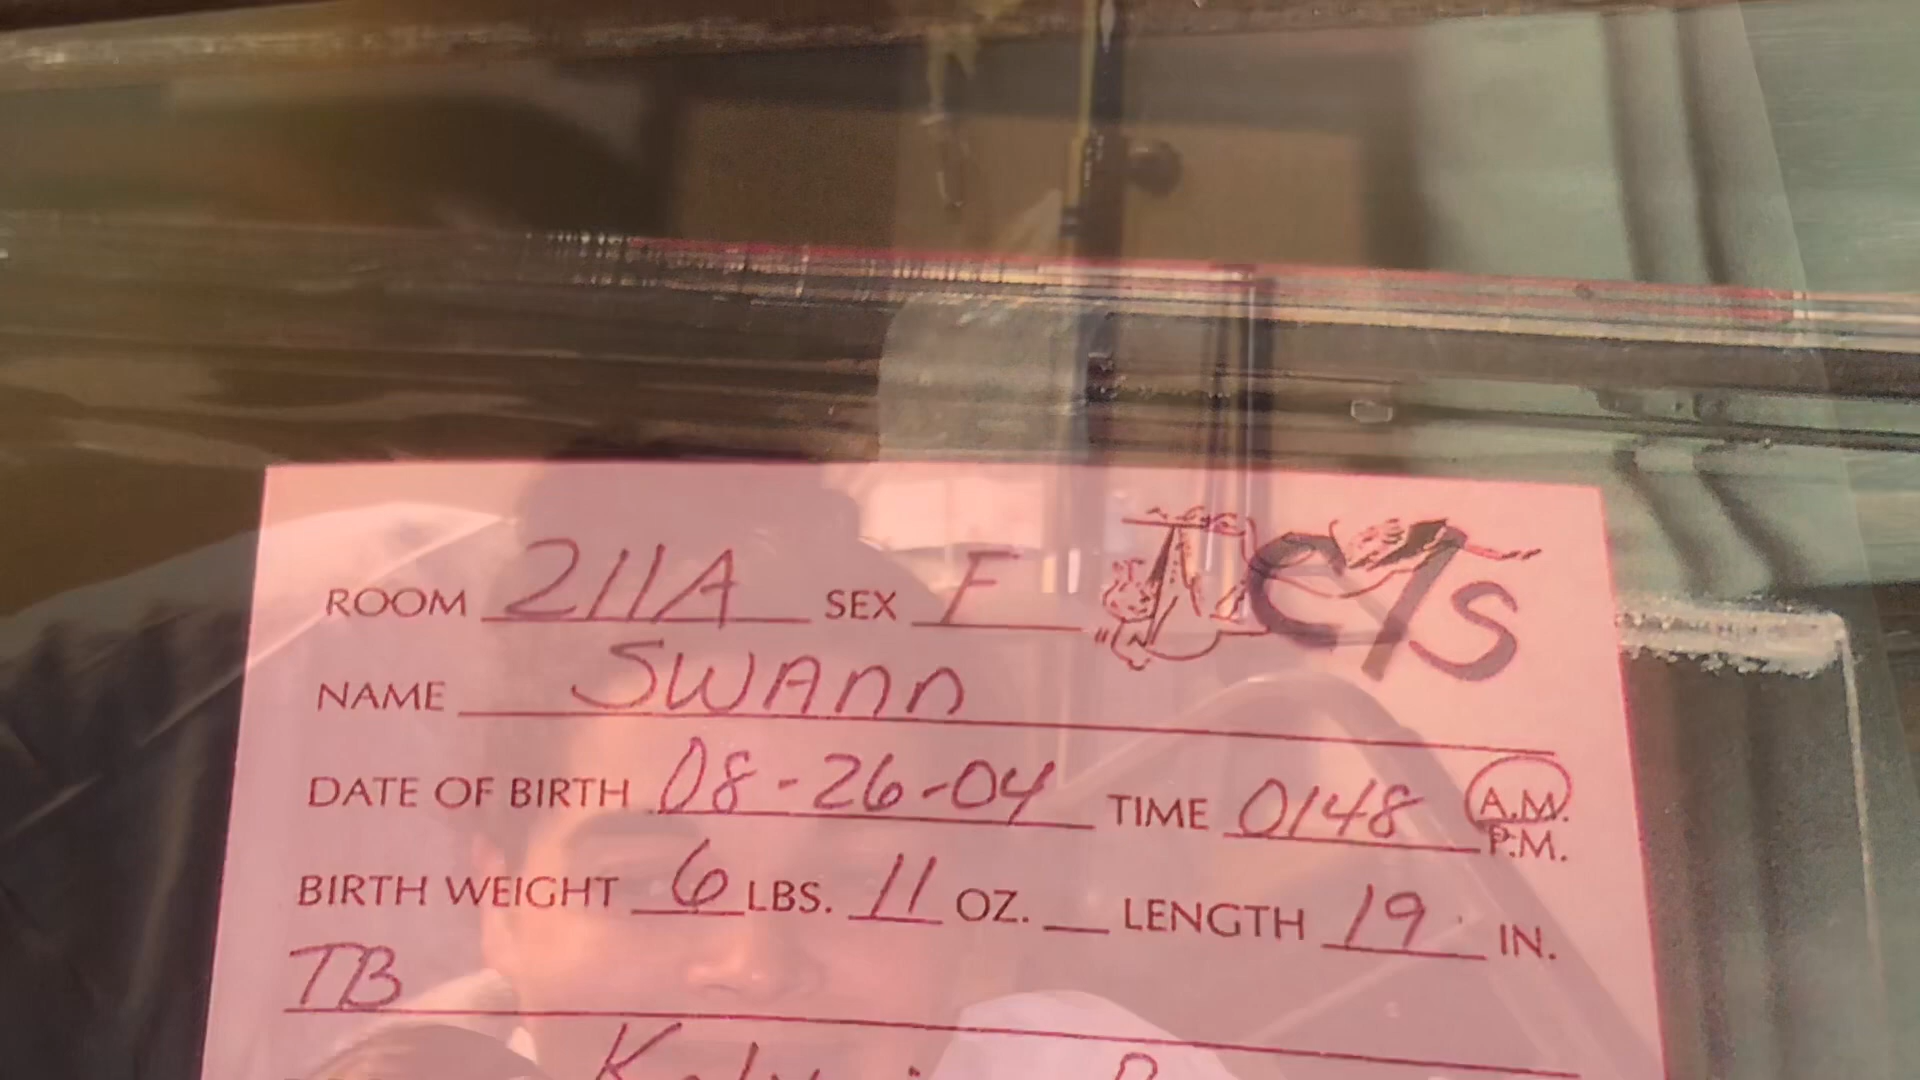 ROOM 211A SEX F C/S
NAME SWAnn
DATE OF BIRTH 08-26-04 TIME 0148 A.M.
P.M.
BIRTH WEIGHT 6 LBS. 11 OZ. __ LENGTH 19 IN.
TB